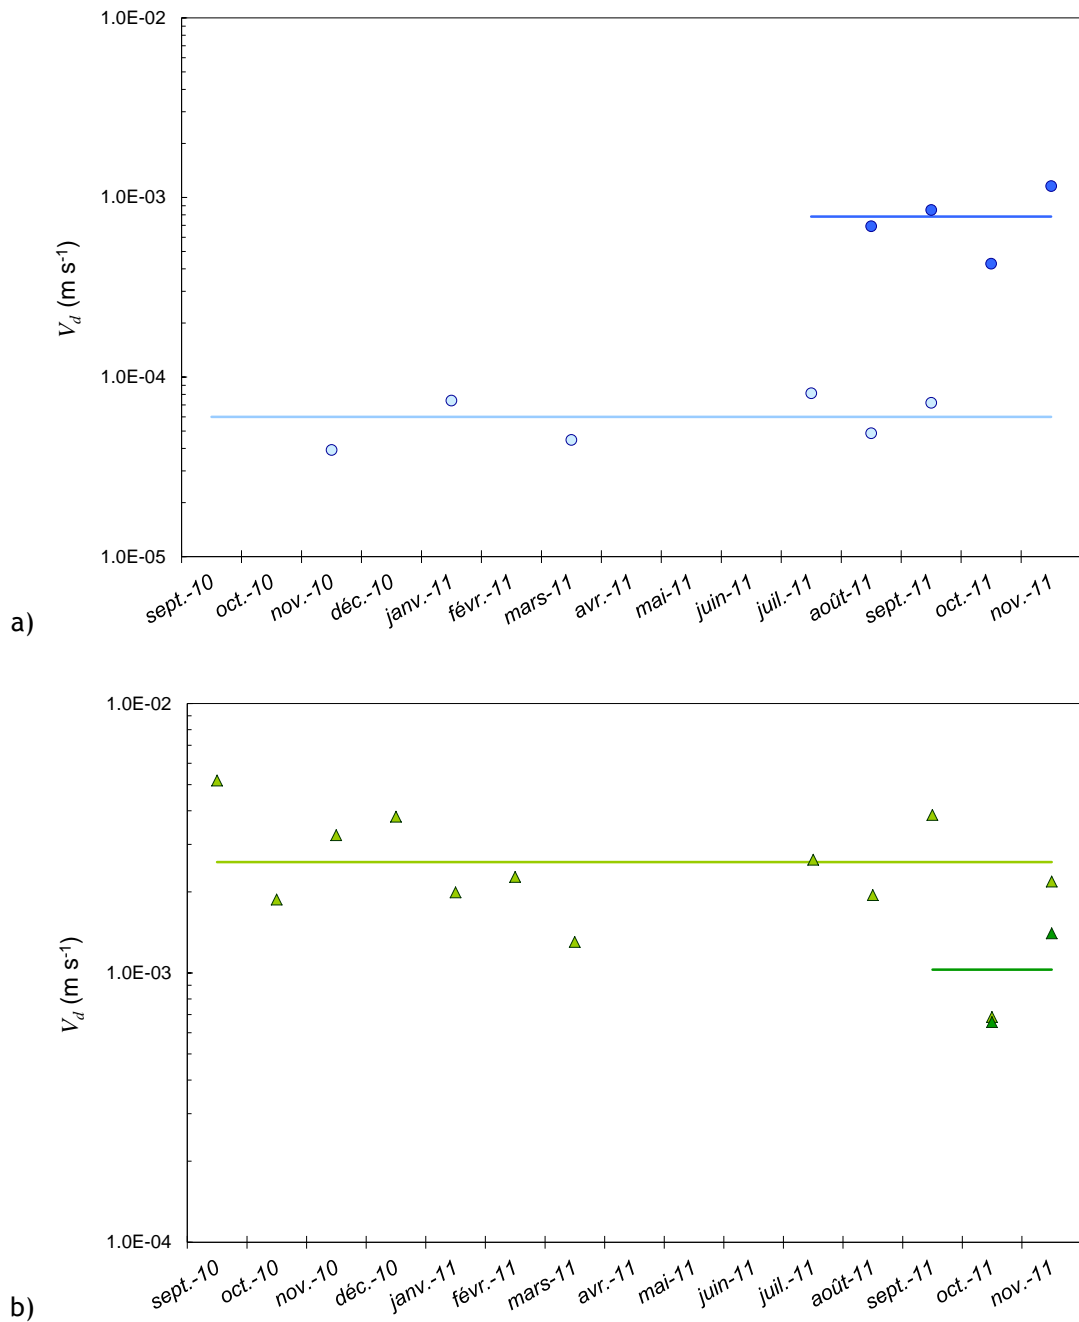 1.0E-02
1.0E-03
1.0E-04
1.0E-05
V_d (m s⁻¹)
sept.-10 oct.-10 nov.-10 déc.-10 janv.-11 févr.-11 mars-11 avr.-11 mai-11 juin-11 juil.-11 août-11 sept.-11 oct.-11 nov.-11
a)
1.0E-02
1.0E-03
1.0E-04
V_d (m s⁻¹)
sept.-10 oct.-10 nov.-10 déc.-10 janv.-11 févr.-11 mars-11 avr.-11 mai-11 juin-11 juil.-11 août-11 sept.-11 oct.-11 nov.-11
b)